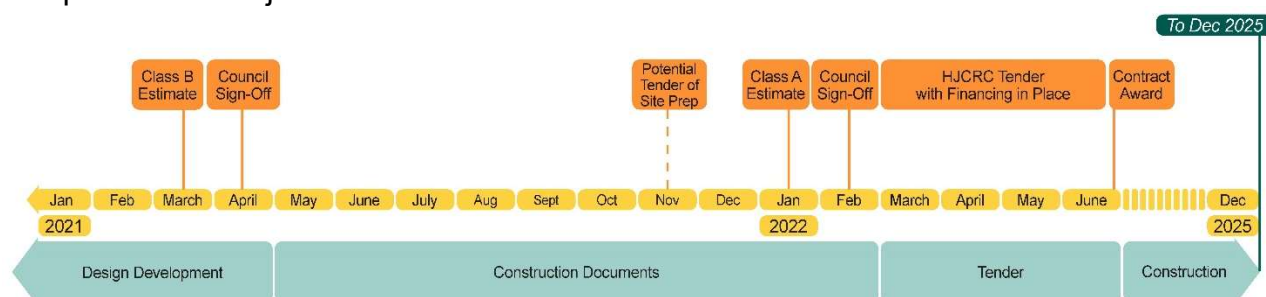 To Dec 2025
Class B
Estimate
Council
Sign-Off
Potential
Tender of
Site Prep
Class A
Estimate
Council
Sign-Off
HJCRC Tender
with Financing in Place
Contract
Award
Jan Feb March April May June July Aug Sept Oct Nov Dec Jan Feb March April May June Dec
2021 2022 2025
Design Development Construction Documents Tender Construction